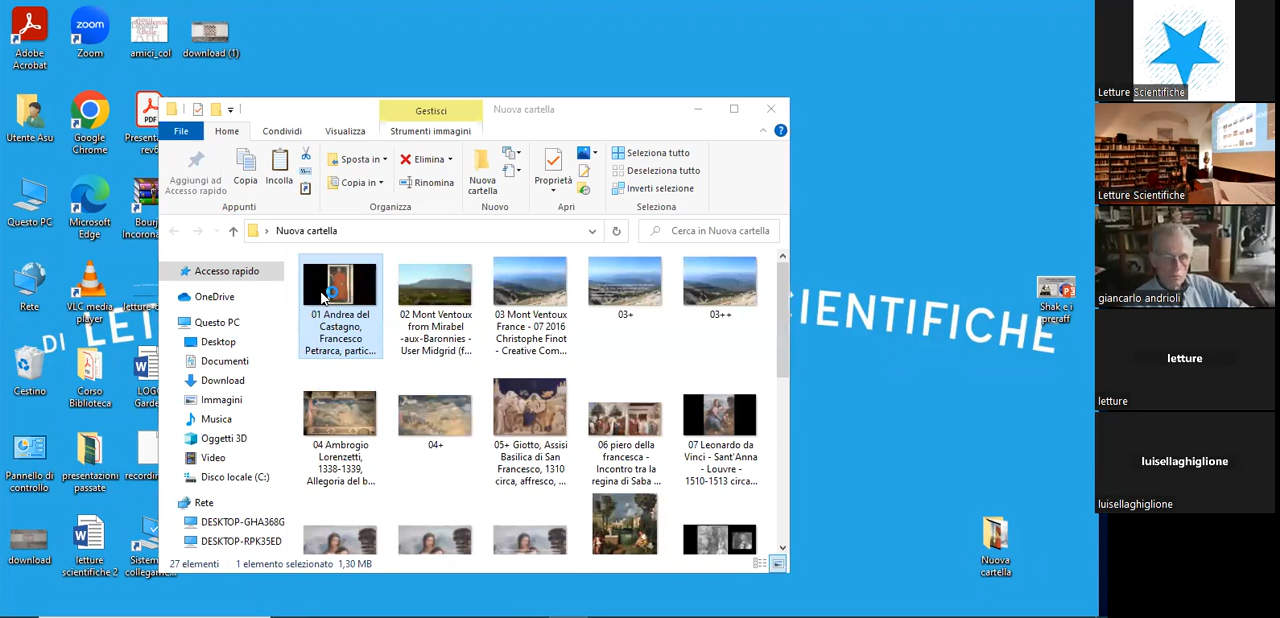 Adobe
Acrobat
Zoom
zoom
amici_col
download (1)
Utente Asu
Google
Chrome
PDF
Questo PC
Microsoft
Edge
Rete
VLC media
player
Cestino
Corso
Biblioteca
Pannello di
controllo
presentazioni
passate
download
letture
scientifiche 2
DI
SCIENTIFICHE
Gestisci
Nuova cartella
File
Home
Condividi
Visualizza
Strumenti immagini
Aggiungi ad
Accesso rapido
Copia
Incolla
Sposta in
Copia in
Elimina
Rinomina
Nuova
cartella
Proprietà
Seleziona tutto
Deseleziona tutto
Inverti selezione
Appunti
Organizza
Nuovo
Apri
Seleziona
Nuova cartella
Cerca in Nuova cartella
Accesso rapido
OneDrive
Questo PC
Desktop
Documenti
Download
Immagini
Musica
Oggetti 3D
Video
Disco locale (C:)
Rete
DESKTOP-GHA368G
DESKTOP-RPK35ED
01 Andrea del
Castagno,
Francesco
Petrarca, partic...
02 Mont Ventoux
from Mirabel
-aux-Baronnies -
User Midgrid (f...
03 Mont Ventoux
France - 07 2016
Christophe Finot
- Creative Com...
03+
03++
04 Ambrogio
Lorenzetti,
1338-1339,
Allegoria del b...
04+
05+ Giotto, Assisi
Basilica di San
Francesco, 1310
circa, affresco, ...
06 piero della
francesca -
Incontro tra la
regina di Saba ...
07 Leonardo da
Vinci - Sant'Anna
- Louvre -
1510-1513 circa...
27 elementi
1 elemento selezionato 1,30 MB
Shak e i
preraff
Nuova
cartella
Letture Scientifiche
Letture Scientifiche
giancarlo andrioli
letture
letture
luisellaghiglione
luisellaghiglione